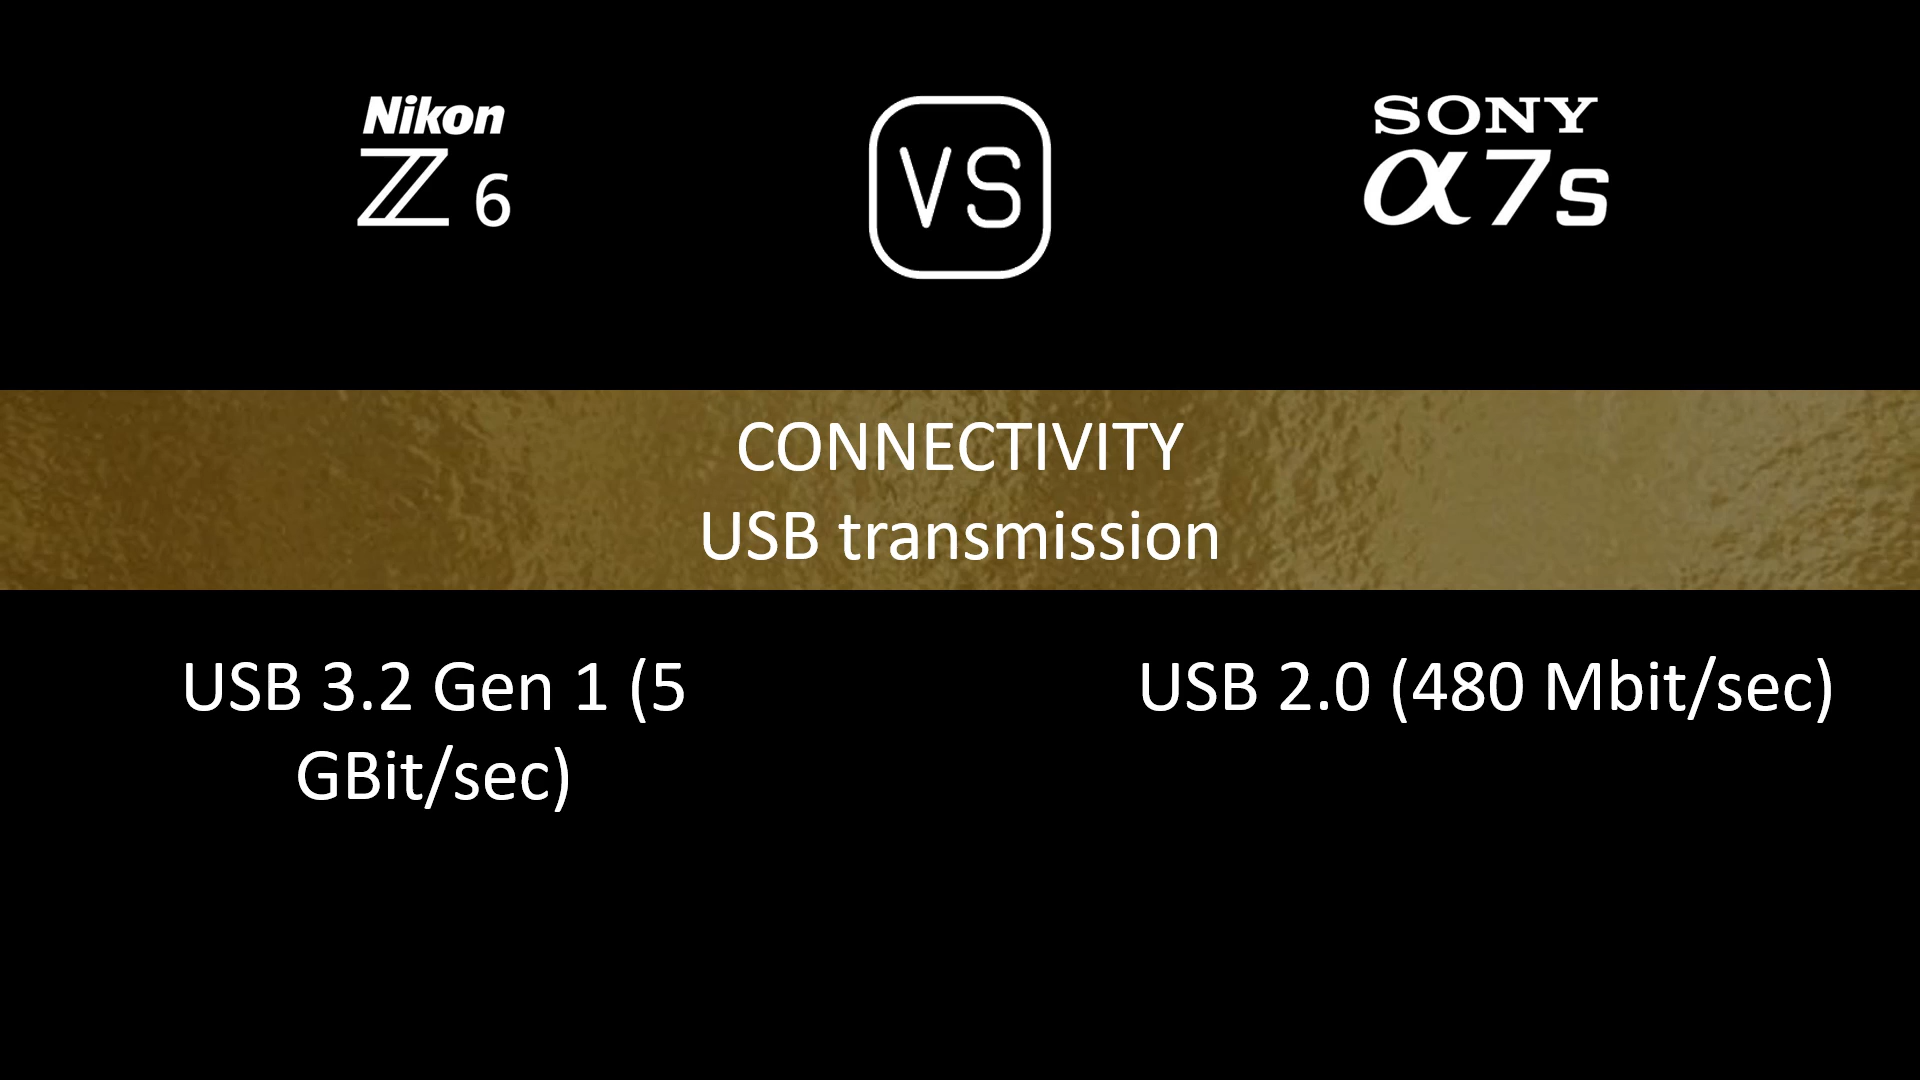 Nikon
Z 6
VS
SONY
α7s
CONNECTIVITY
USB transmission
USB 3.2 Gen 1 (5
GBit/sec)
USB 2.0 (480 Mbit/sec)